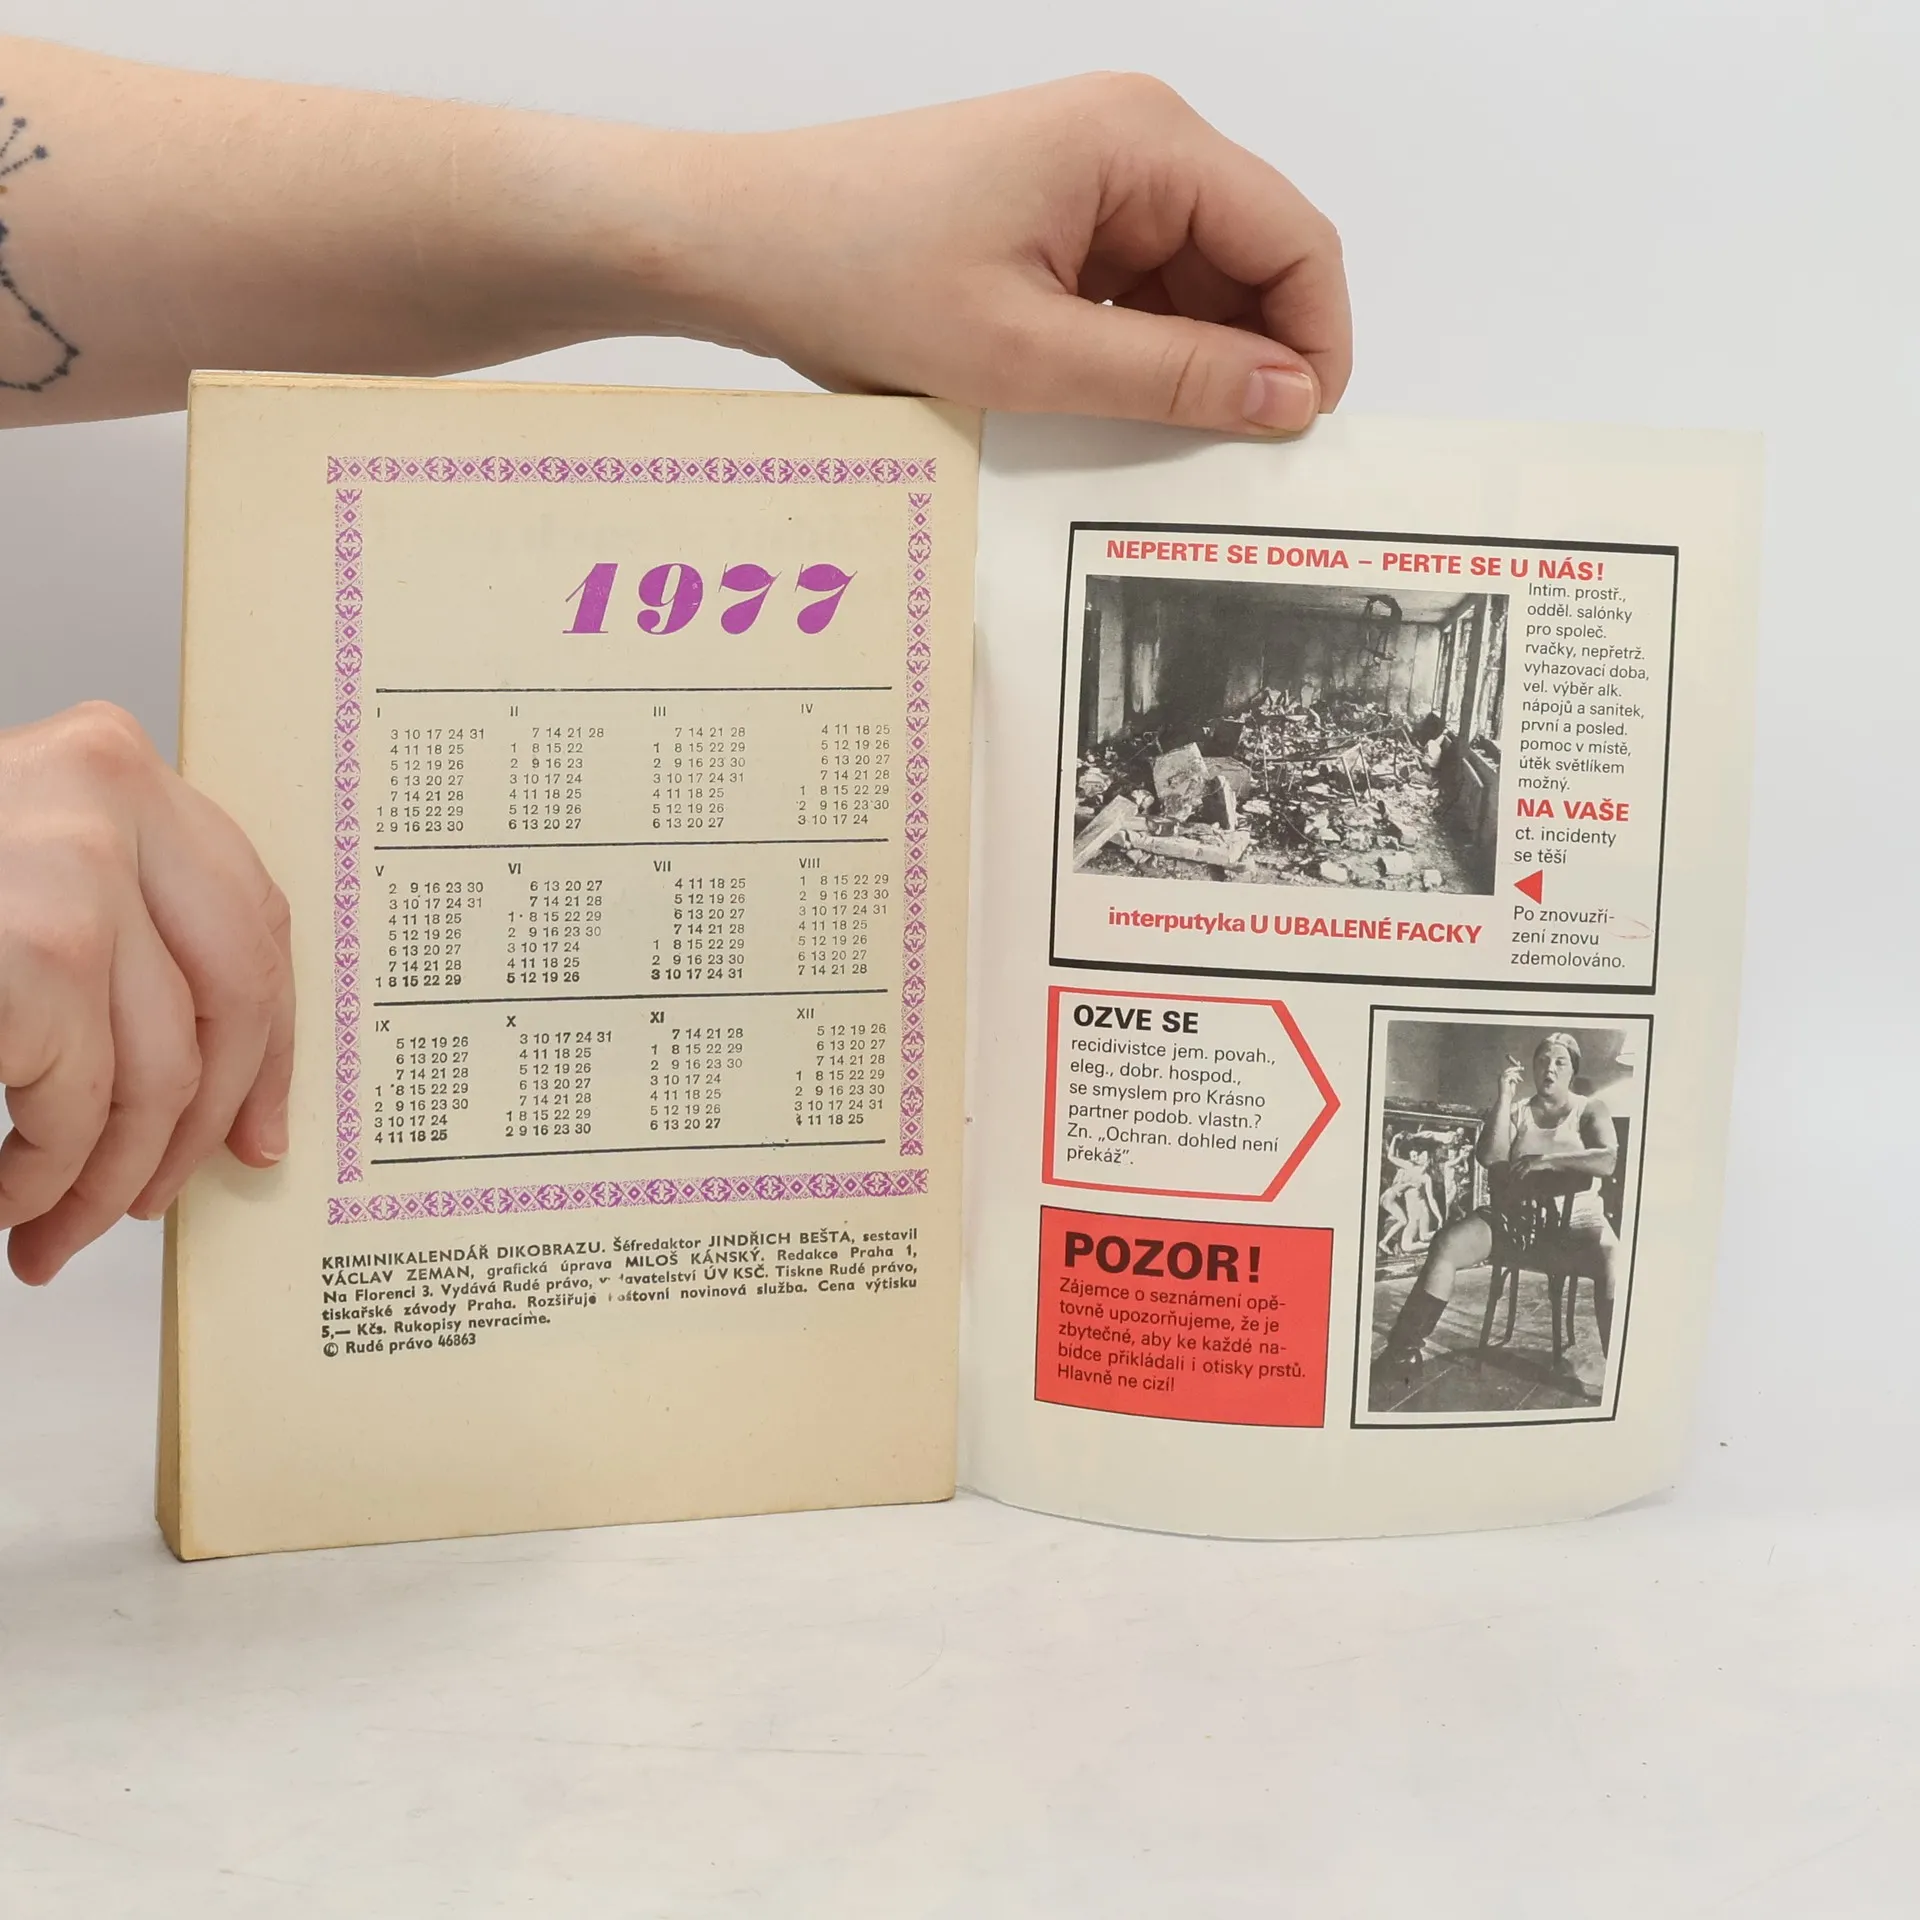 1977
I II III IV
3 10 17 24 31 7 14 21 28 7 14 21 28 4 11 18 25
4 11 18 25 1 8 15 22 1 8 15 22 29 5 12 19 26
5 12 19 26 2 9 16 23 2 9 16 23 30 6 13 20 27
6 13 20 27 3 10 17 24 3 10 17 24 31 7 14 21 28
7 14 21 28 4 11 18 25 4 11 18 25 1 8 15 22 29
1 8 15 22 29 5 12 19 26 5 12 19 26 2 9 16 23 30
2 9 16 23 30 6 13 20 27 6 13 20 27 3 10 17 24
V VI VII VIII
2 9 16 23 30 6 13 20 27 4 11 18 25 1 8 15 22 29
3 10 17 24 31 7 14 21 28 5 12 19 26 2 9 16 23 30
4 11 18 25 1 8 15 22 29 6 13 20 27 3 10 17 24 31
5 12 19 26 2 9 16 23 30 7 14 21 28 4 11 18 25
6 13 20 27 3 10 17 24 1 8 15 22 29 5 12 19 26
7 14 21 28 4 11 18 25 2 9 16 23 30 6 13 20 27
1 8 15 22 29 5 12 19 26 3 10 17 24 31 7 14 21 28
IX X XI XII
5 12 19 26 3 10 17 24 31 7 14 21 28 5 12 19 26
6 13 20 27 4 11 18 25 1 8 15 22 29 6 13 20 27
7 14 21 28 5 12 19 26 2 9 16 23 30 7 14 21 28
1 8 15 22 29 6 13 20 27 3 10 17 24 1 8 15 22 29
2 9 16 23 30 7 14 21 28 4 11 18 25 2 9 16 23 30
3 10 17 24 1 8 15 22 29 5 12 19 26 3 10 17 24 31
4 11 18 25 2 9 16 23 30 6 13 20 27 4 11 18 25
KRIMINIKALENDÁŘ DIKOBRAZU. Šéfredaktor JINDŘICH BEŠTA, sestavil
VÁCLAV ZEMAN, grafická úprava MILOŠ KÁNSKÝ. Redakce Praha 1,
Na Florenci 3. Vydává Rudé právo, ÚV KSČ. Tiskne Rudé právo,
tiskařské závody Praha. Rozšiřuje novinová služba. Cena výtisku
5,— Kčs. Rukopisy nevracíme.
© Rudé právo 46863
NEPERTE SE DOMA – PERTE SE U NÁS!
Intim. prostř.,
odděl. salónky
pro společ.
rvačky, nepřetrž.
vyhazovací doba,
vel. výběr alk.
nápojů a sanitek,
první a posled.
pomoc v místě,
útěk světlíkem
možný.
NA VAŠE
ct. incidenty
se těší
interputyka U UBALENÉ FACKY
Po znovuzří-
zení znovu
zdemolováno.
OZVE SE
recidivistce jem. povah.,
eleg., dobr. hospod.,
se smyslem pro Krásno
partner podob. vlastn.?
Zn. „Ochran. dohled není
překáž”.
POZOR!
Zájemce o seznámení opě-
tovně upozorňujeme, že je
zbytečné, aby ke každé na-
bídce přikládali i otisky prstů.
Hlavně ne cizí!